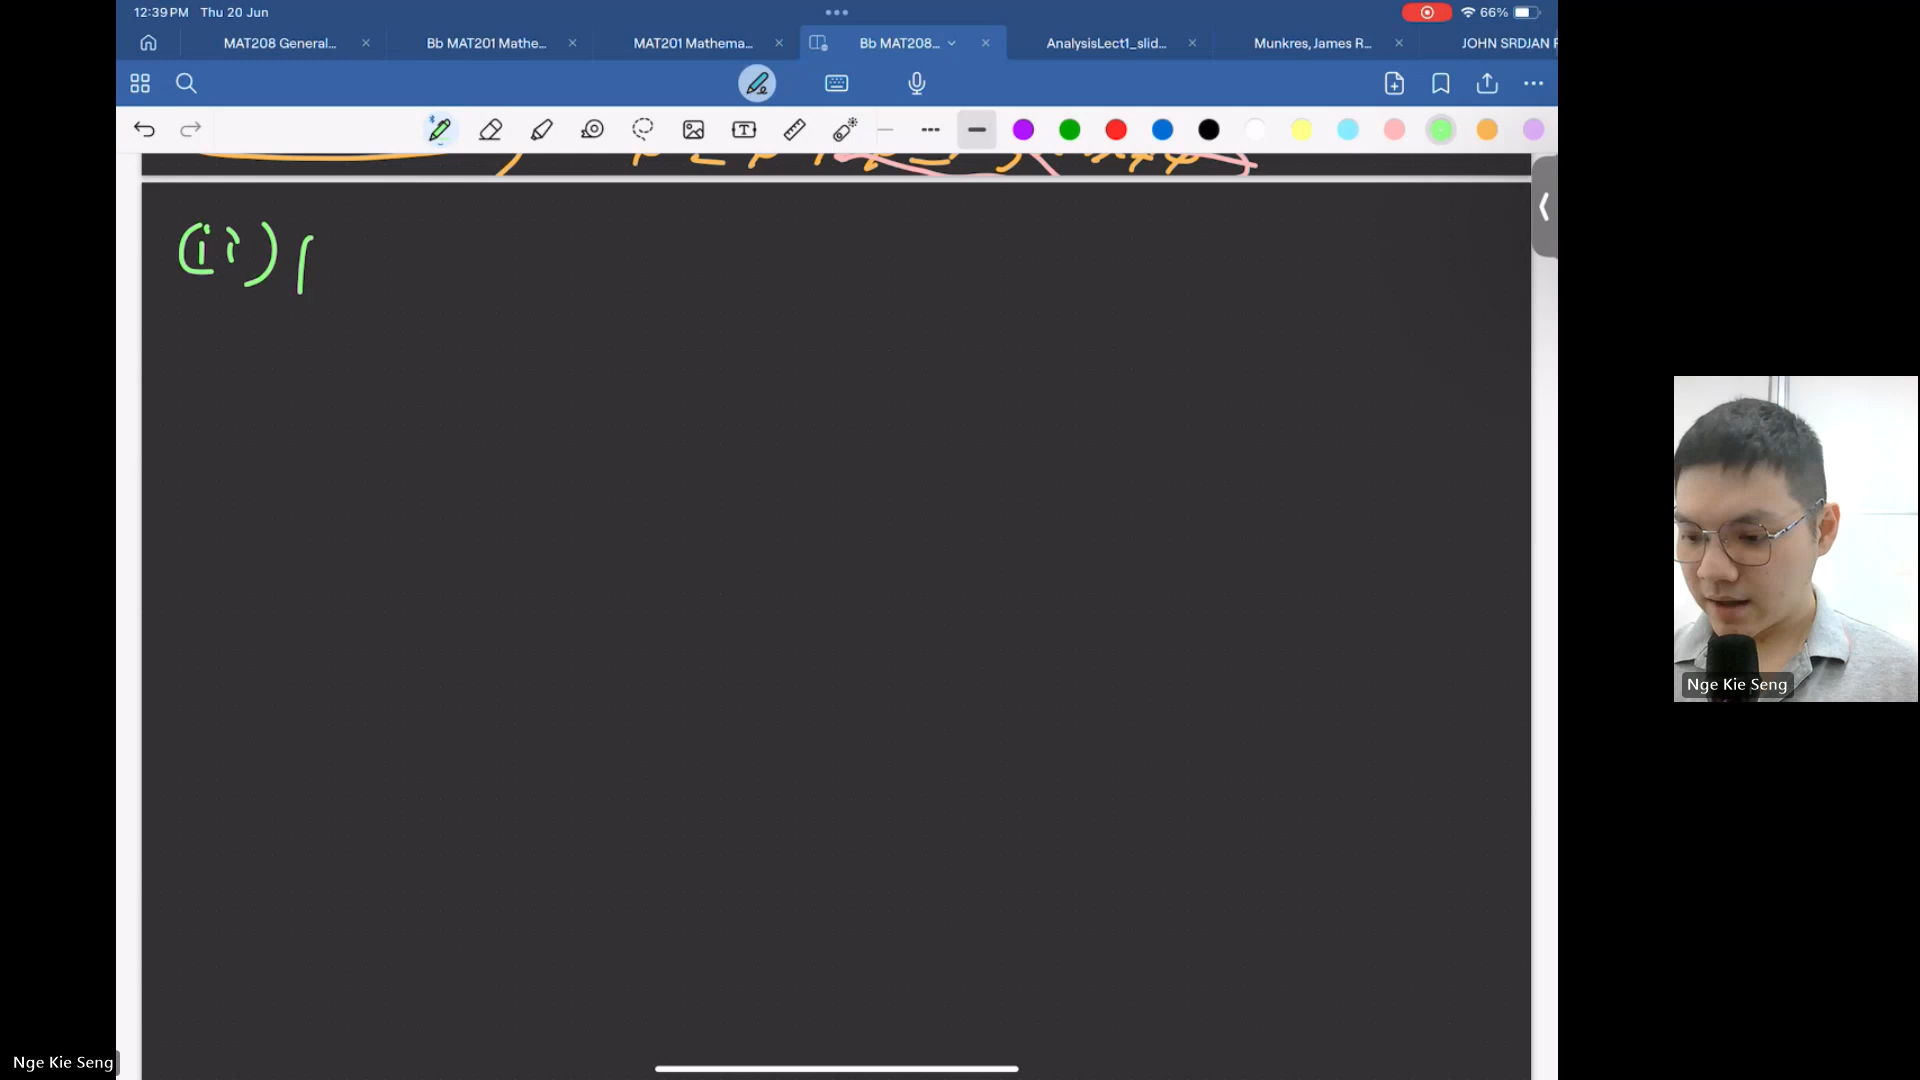 12:39 PM Thu 20 Jun
66%
MAT208 General...
Bb MAT201 Mathe...
MAT201 Mathema...
Bb MAT208...
AnalysisLect1_slid...
Munkres, James R...
JOHN SRDJAN
(ii)
Nge Kie Seng
Nge Kie Seng